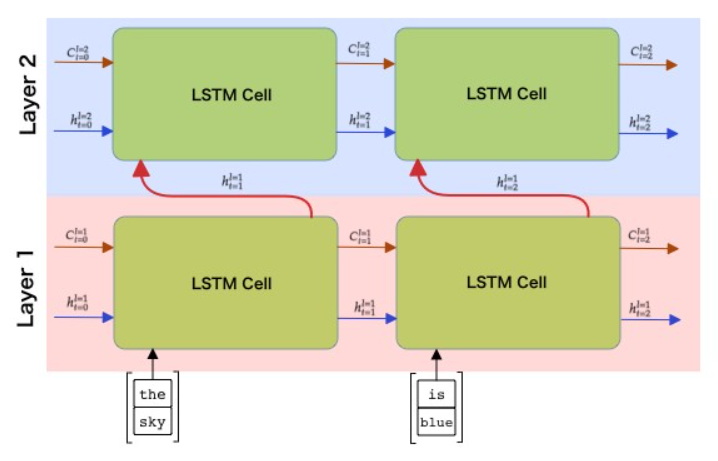 Layer 2
C_{t=0}^{l=2}
LSTM Cell
C_{t=1}^{l=2}
LSTM Cell
C_{t=2}^{l=2}
h_{t=0}^{l=2}
h_{t=1}^{l=2}
h_{t=2}^{l=2}
h_{t=1}^{l=1}
h_{t=2}^{l=1}
Layer 1
C_{t=0}^{l=1}
LSTM Cell
C_{t=1}^{l=1}
LSTM Cell
C_{t=2}^{l=1}
h_{t=0}^{l=1}
h_{t=1}^{l=1}
h_{t=2}^{l=1}
the
sky
is
blue